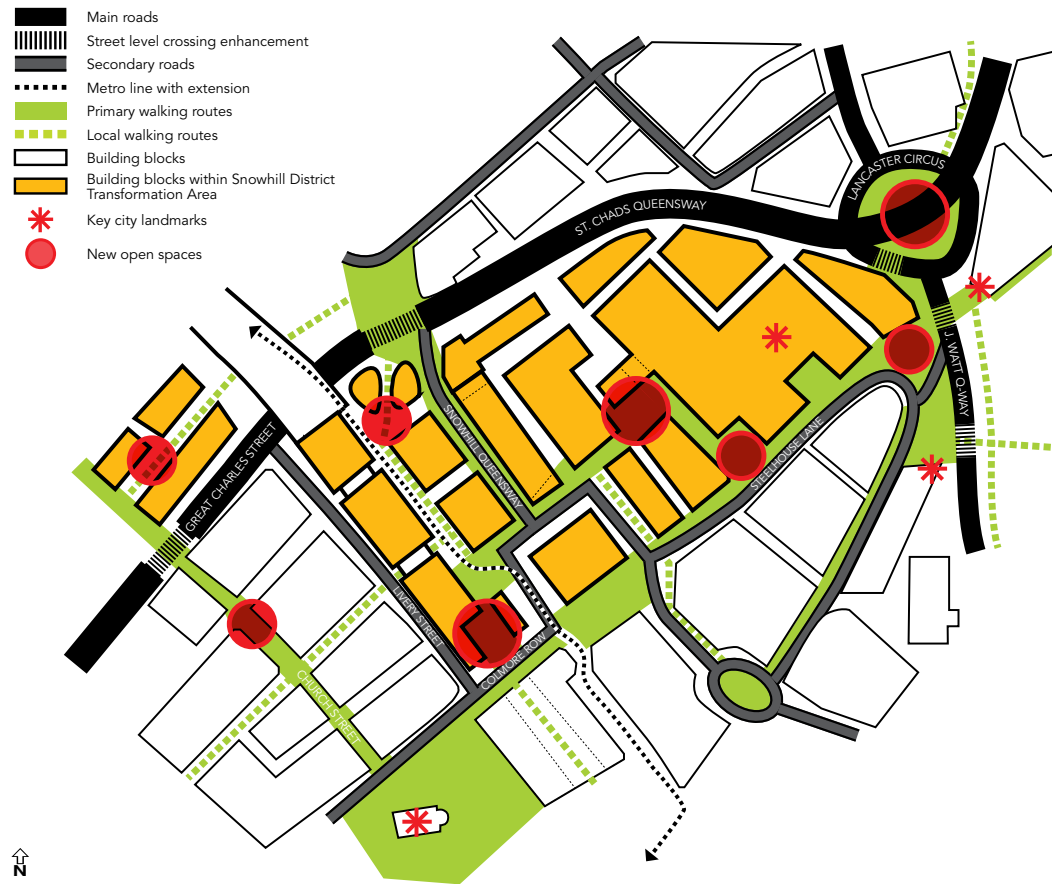 Main roads
Street level crossing enhancement
Secondary roads
Metro line with extension
Primary walking routes
Local walking routes
Building blocks
Building blocks within Snowhill District
Transformation Area
Key city landmarks
New open spaces
LANCASTER CIRCUS
ST. CHADS QUEENSWAY
J. WATT Q-WAY
SNOWHILL QUEENSWAY
STEELHOUSE LANE
GREAT CHARLES STREET
LIVERY STREET
COLMORE ROW
CHURCH STREET
N